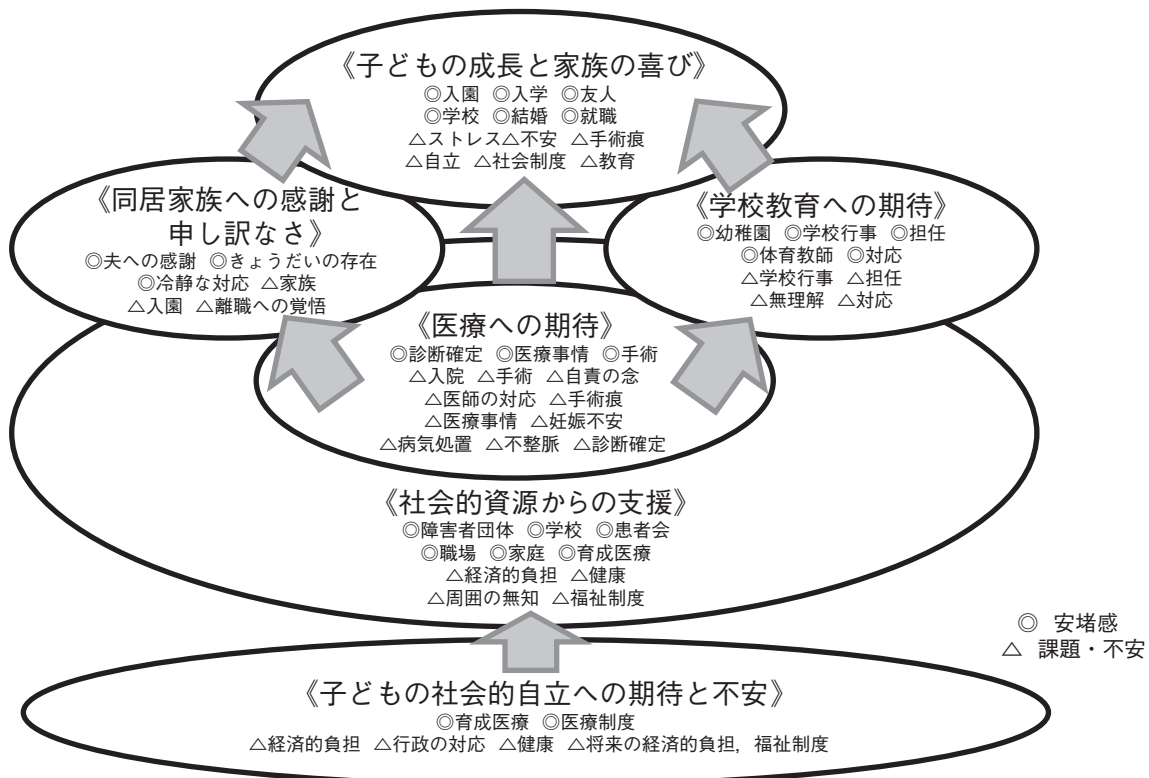 《子どもの成長と家族の喜び》
◎入園 ◎入学 ◎友人
◎学校 ◎結婚 ◎就職
△ストレス△不安 △手術痕
△自立 △社会制度 △教育
《同居家族への感謝と
申し訳なさ》
◎夫への感謝 ◎きょうだいの存在
◎冷静な対応 △家族
△入園 △離職への覚悟
《学校教育への期待》
◎幼稚園 ◎学校行事 ◎担任
◎体育教師 ◎対応
△学校行事 △担任
△無理解 △対応
《医療への期待》
◎診断確定 ◎医療事情 ◎手術
△入院 △手術 △自責の念
△医師の対応 △手術痕
△医療事情 △妊娠不安
△病気処置 △不整脈 △診断確定
《社会的資源からの支援》
◎障害者団体 ◎学校 ◎患者会
◎職場 ◎家庭 ◎育成医療
△経済的負担 △健康
△周囲の無知 △福祉制度
◎ 安堵感
△ 課題・不安
《子どもの社会的自立への期待と不安》
◎育成医療 ◎医療制度
△経済的負担 △行政の対応 △健康 △将来の経済的負担，福祉制度